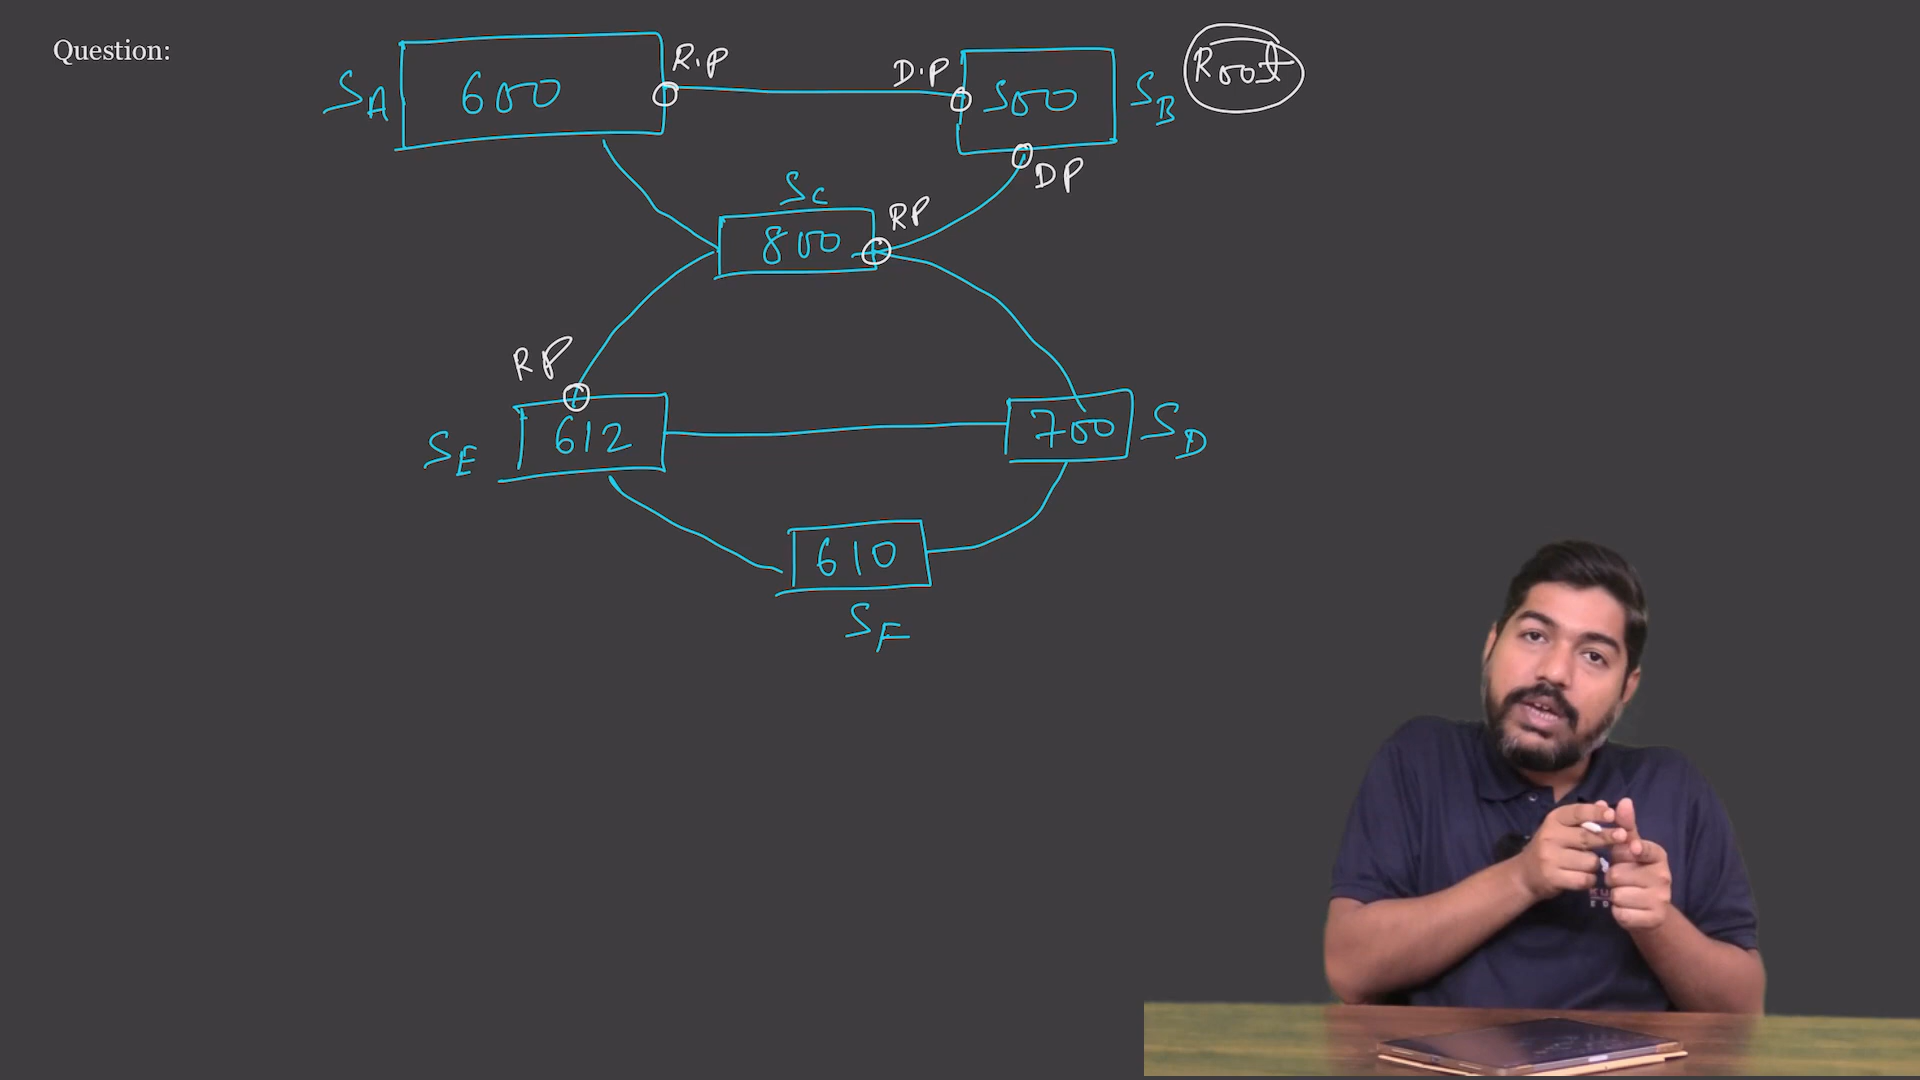 Question:
SA 600 R.P D.P 500 SB Root
DP
SC
800 RP
RP
SE 612 700 SD
610
SF